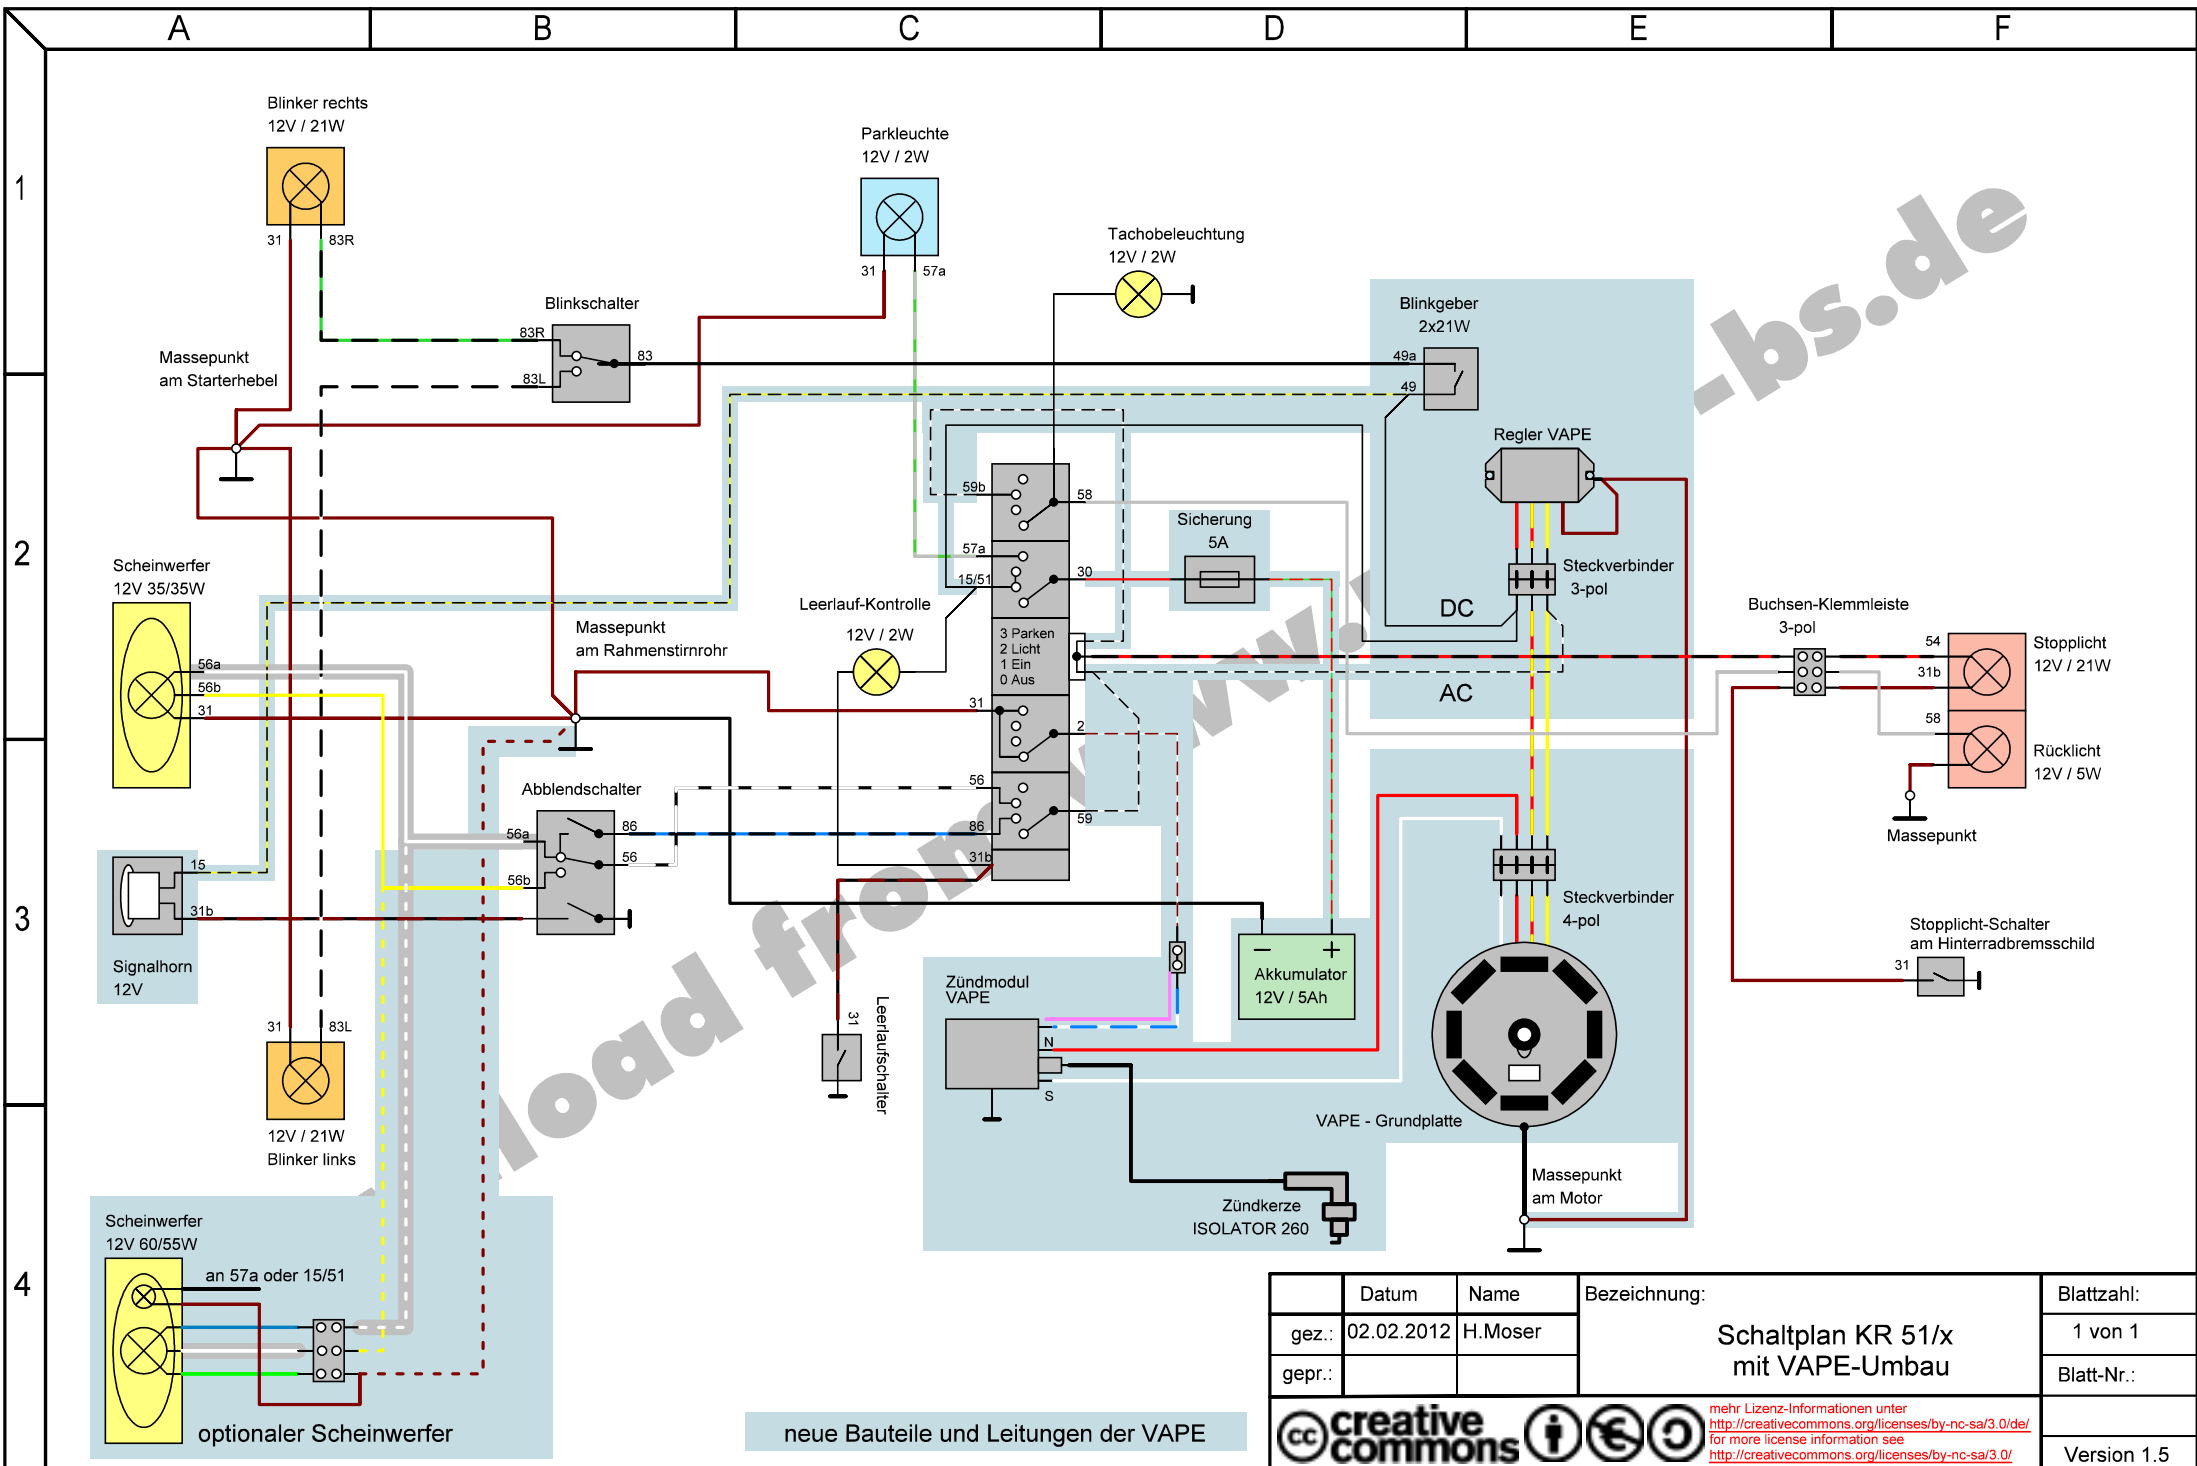 A B C D E F
1
2
3
4
Blinker rechts
12V / 21W
31
83R
Parkleuchte
12V / 2W
31
57a
Tachobeleuchtung
12V / 2W
Blinkschalter
83R
83L
83
Massepunkt
am Starterhebel
Blinkgeber
2x21W
49a
49
Regler VAPE
Steckverbinder
3-pol
DC
AC
59b
58
57a
15/51
30
3 Parken
2 Licht
1 Ein
0 Aus
31
2
56
59
86
31b
Sicherung
5A
Leerlauf-Kontrolle
12V / 2W
Massepunkt
am Rahmenstirnrohr
Scheinwerfer
12V 35/35W
56a
56b
31
Abblendschalter
56a
56b
86
56
15
31b
Signalhorn
12V
31
83L
12V / 21W
Blinker links
31
Leerlaufschalter
Zündmodul
VAPE
N
S
Akkumulator
12V / 5Ah
− +
Steckverbinder
4-pol
VAPE - Grundplatte
Massepunkt
am Motor
Zündkerze
ISOLATOR 260
Buchsen-Klemmleiste
3-pol
54
31b
58
Stopplicht
12V / 21W
Rücklicht
12V / 5W
Massepunkt
Stopplicht-Schalter
am Hinterradbremsschild
31
Scheinwerfer
12V 60/55W
an 57a oder 15/51
optionaler Scheinwerfer
neue Bauteile und Leitungen der VAPE
Datum Name Bezeichnung: Blattzahl:
gez.: 02.02.2012 H.Moser
Schaltplan KR 51/x
mit VAPE-Umbau
1 von 1
gepr.:
Blatt-Nr.:
Version 1.5
cc creative
commons
mehr Lizenz-Informationen unter
http://creativecommons.org/licenses/by-nc-sa/3.0/de/
for more license information see
http://creativecommons.org/licenses/by-nc-sa/3.0/
load from
-bs.de